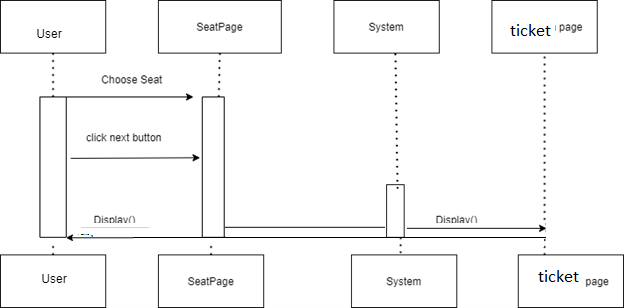 User
SeatPage
System
ticket page
Choose Seat
click next button
Display()
Display()
User
SeatPage
System
ticket page